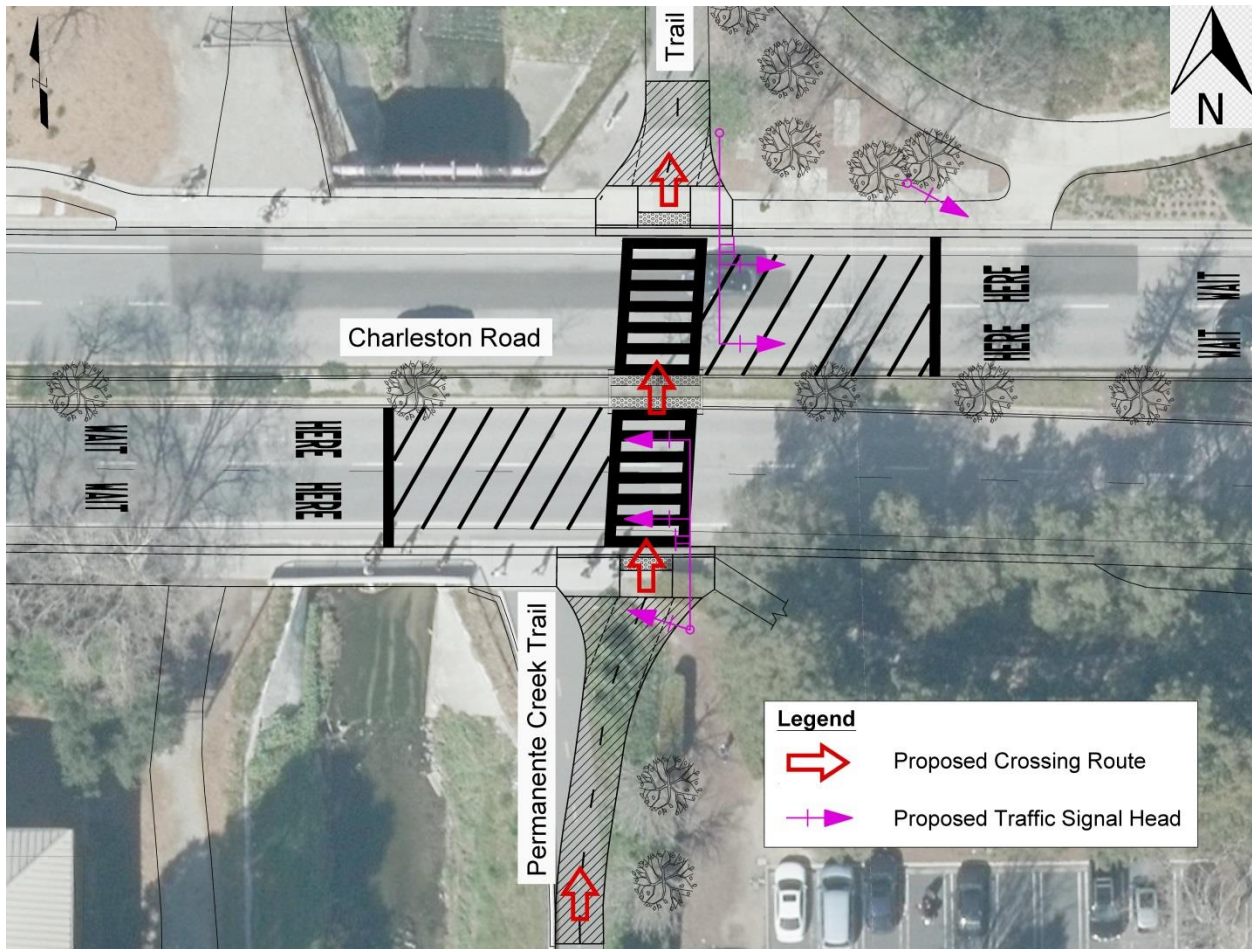 Trail
N
Z
HERE
HERE
WAIT
WAIT
Charleston Road
WAIT
WAIT
HERE
HERE
Permanente Creek Trail
Legend
Proposed Crossing Route
Proposed Traffic Signal Head